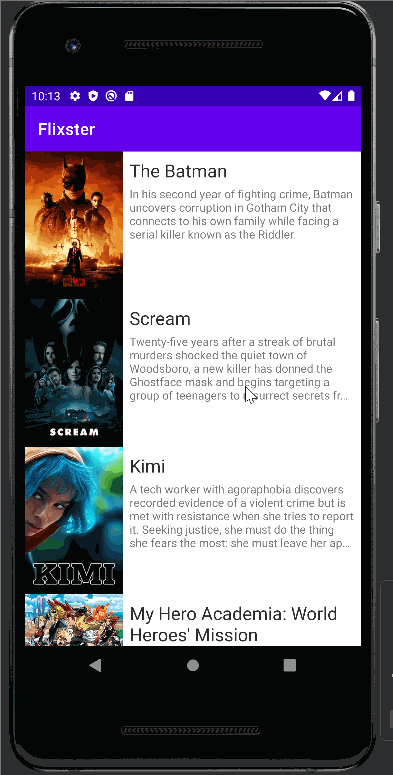 10:13
Flixster
The Batman
In his second year of fighting crime, Batman
uncovers corruption in Gotham City that
connects to his own family while facing a
serial killer known as the Riddler.
BATMAN
Scream
Twenty-five years after a streak of brutal
murders shocked the quiet town of
Woodsboro, a new killer has donned the
Ghostface mask and begins targeting a
group of teenagers to resurrect secrets fr...
SCREAM
Kimi
A tech worker with agoraphobia discovers
recorded evidence of a violent crime but is
met with resistance when she tries to report
it. Seeking justice, she must do the thing
she fears the most: she must leave her ap...
KIMI
My Hero Academia: World
Heroes' Mission